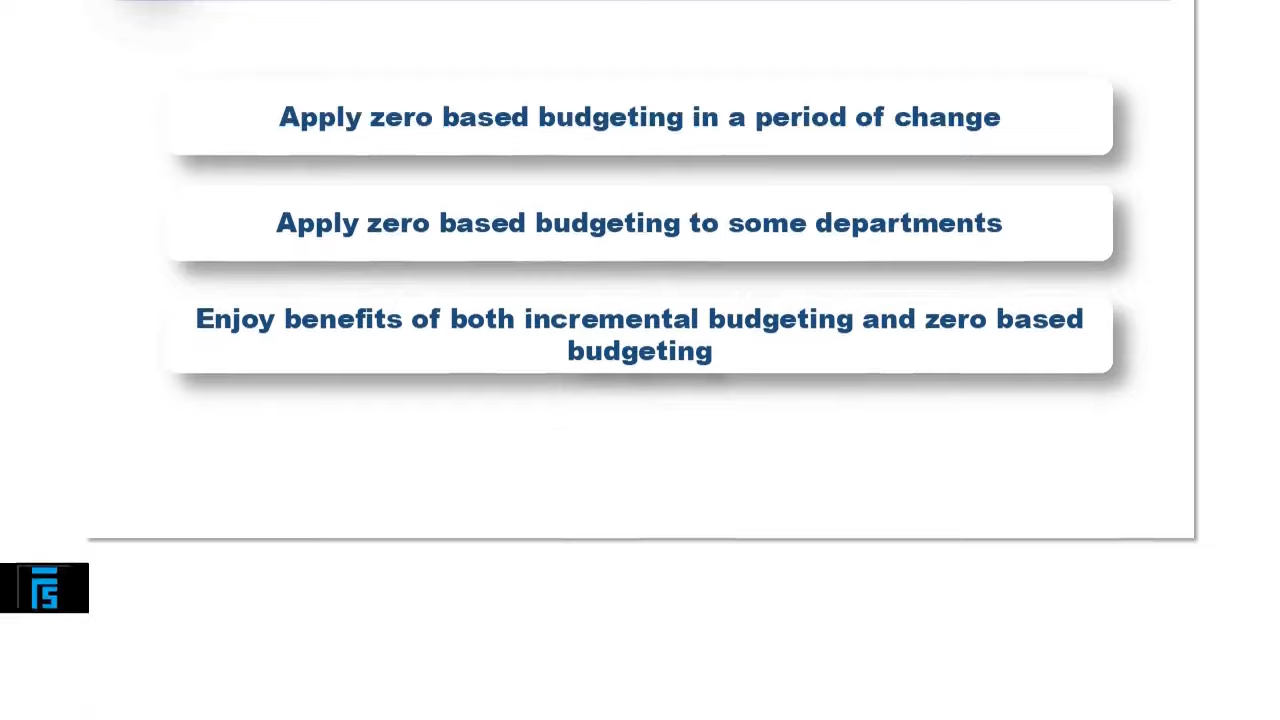 Apply zero based budgeting in a period of change
Apply zero based budgeting to some departments
Enjoy benefits of both incremental budgeting and zero based
budgeting